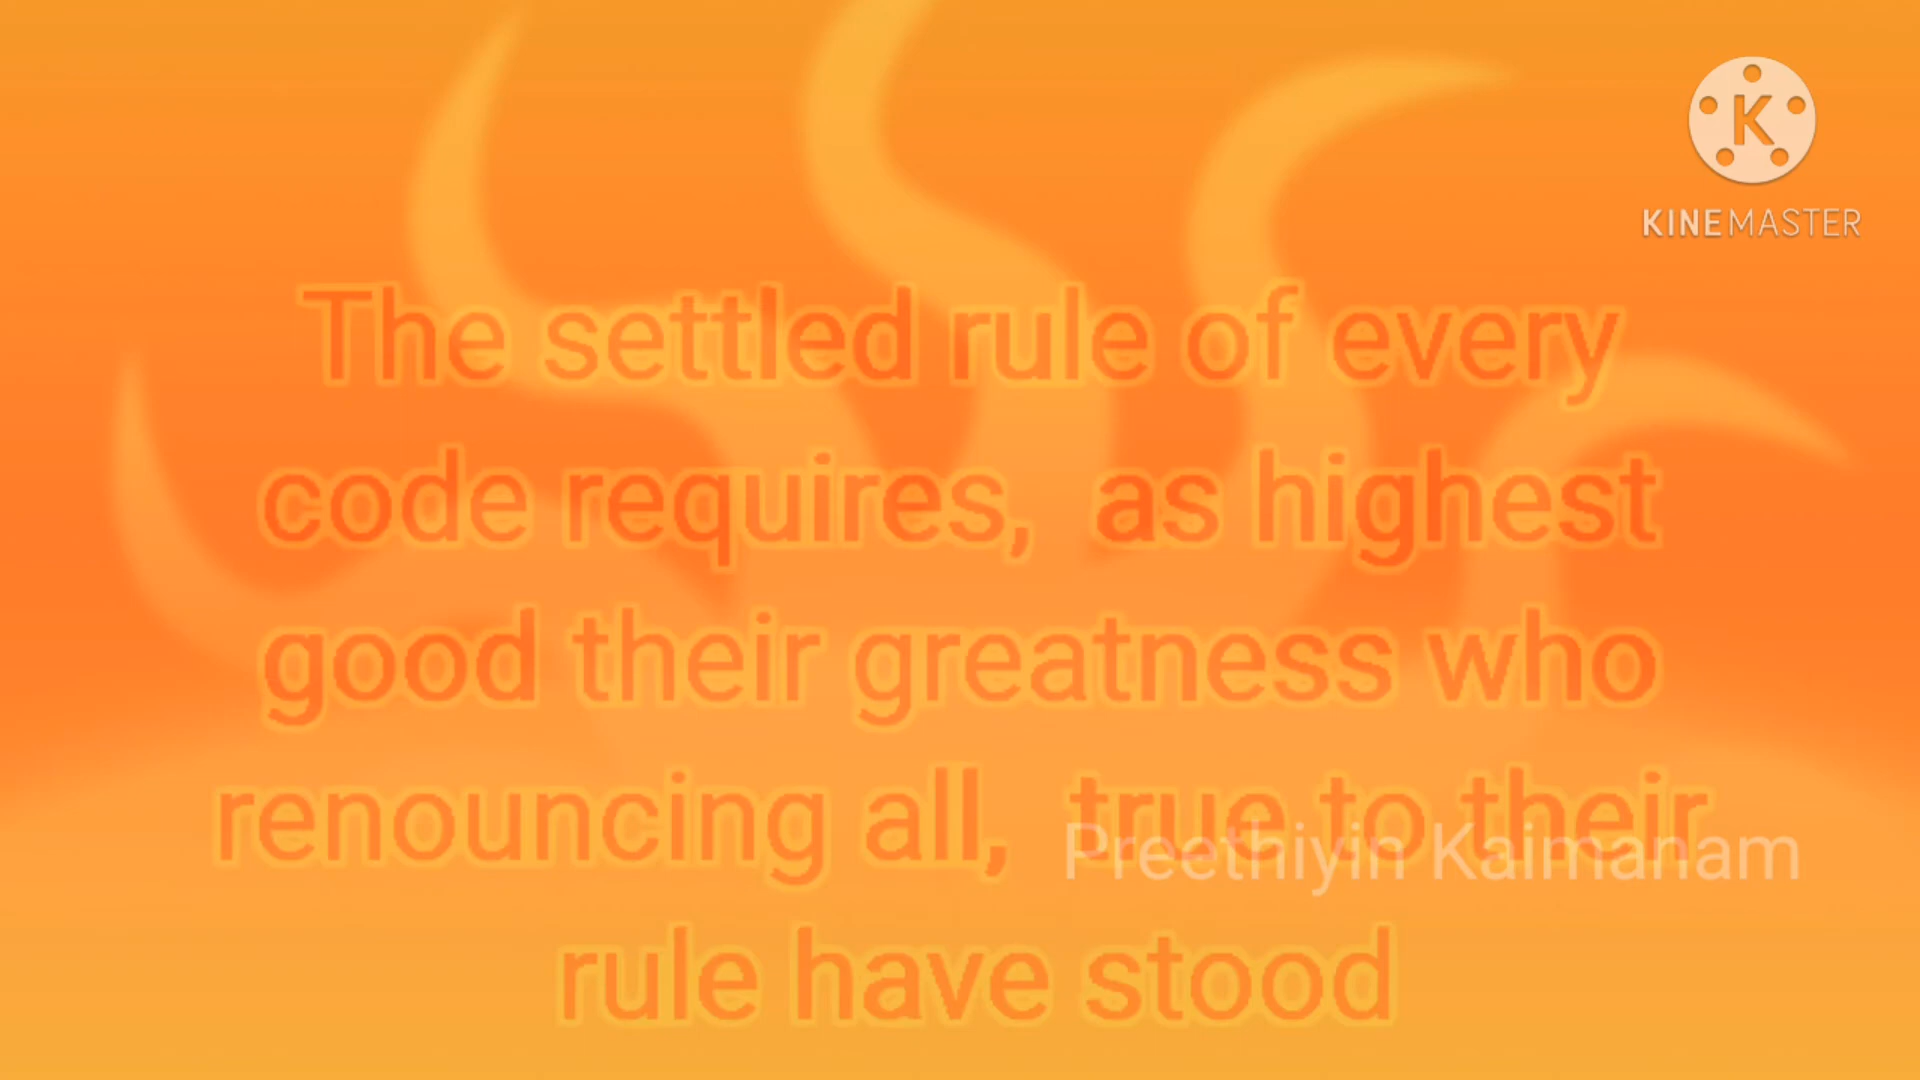 K
KINEMASTER
The settled rule of every
code requires, as highest
good their greatness who
renouncing all, true to their
Preethiyin Kaimanam
rule have stood